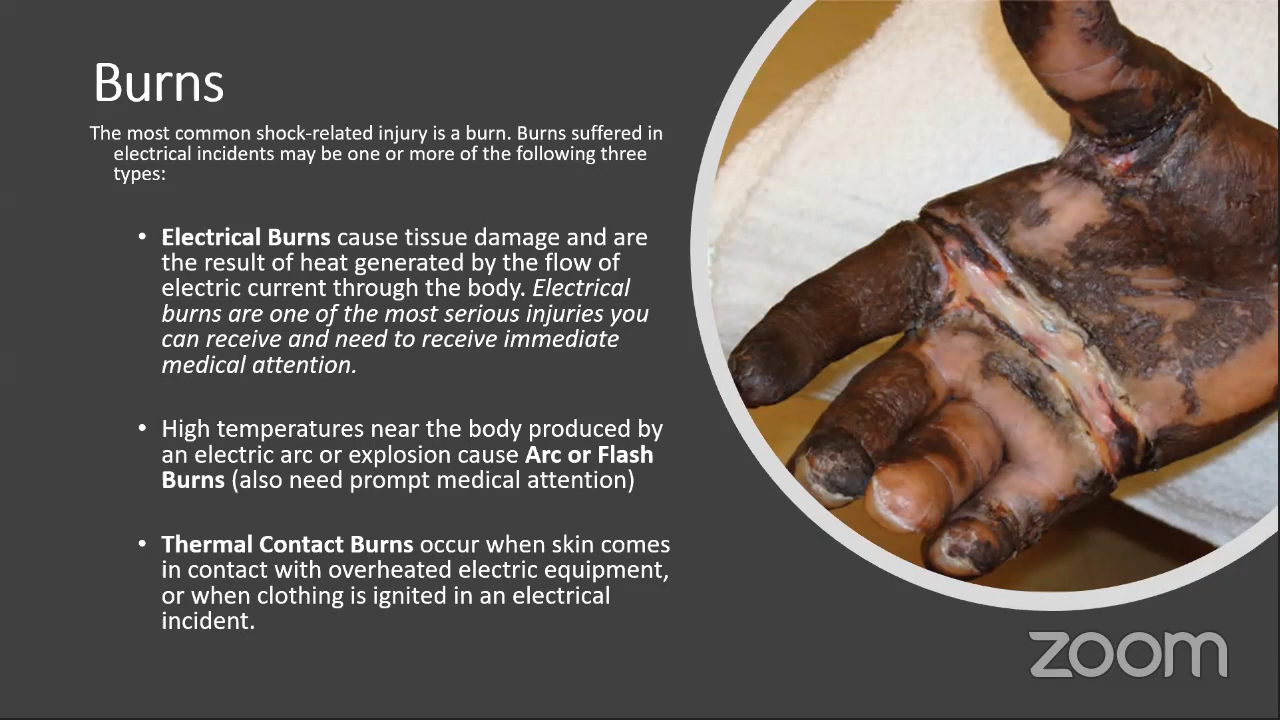 Burns
The most common shock-related injury is a burn. Burns suffered in
electrical incidents may be one or more of the following three
types:
• Electrical Burns cause tissue damage and are
the result of heat generated by the flow of
electric current through the body. Electrical
burns are one of the most serious injuries you
can receive and need to receive immediate
medical attention.
• High temperatures near the body produced by
an electric arc or explosion cause Arc or Flash
Burns (also need prompt medical attention)
• Thermal Contact Burns occur when skin comes
in contact with overheated electric equipment,
or when clothing is ignited in an electrical
incident.
zoom